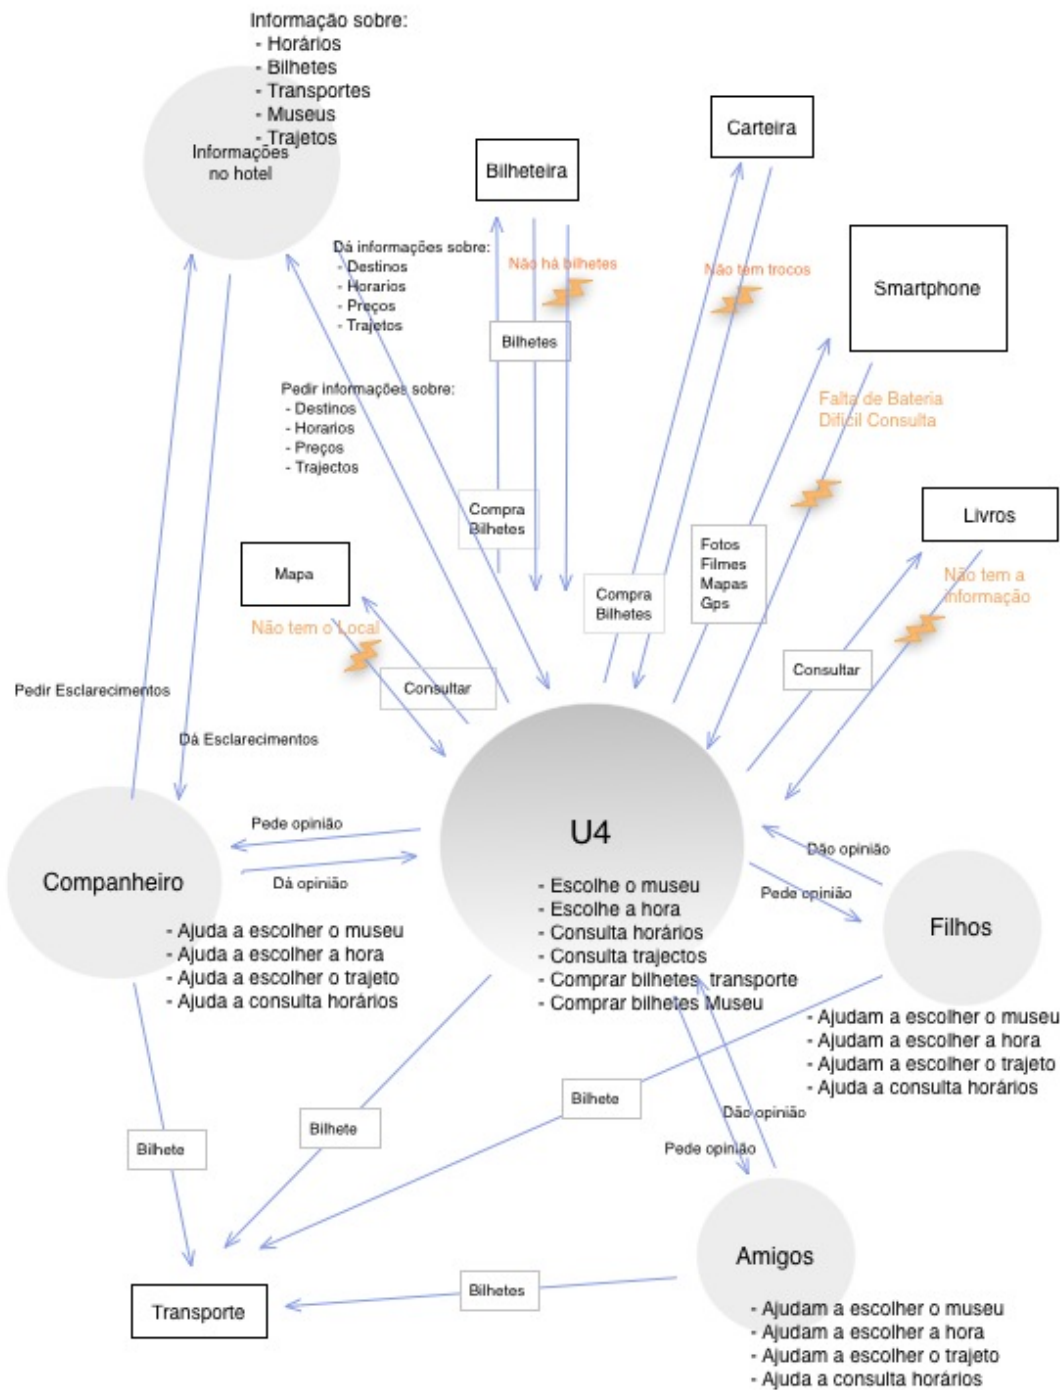 Informação sobre:
- Horários
- Bilhetes
- Transportes
- Museus
- Trajetos
Informações
no hotel
Carteira
Bilheteira
Smartphone
Dá informações sobre:
- Destinos
- Horarios
- Preços
- Trajetos
Não há bilhetes
Não tem trocos
Bilhetes
Pedir informações sobre:
- Destinos
- Horarios
- Preços
- Trajectos
Falta de Bateria
Dificil Consulta
Compra
Bilhetes
Livros
Fotos
Filmes
Mapas
Gps
Mapa
Compra
Bilhetes
Não tem a
informação
Não tem o Local
Consultar
Consultar
Pedir Esclarecimentos
Dá Esclarecimentos
Pede opinião
Dá opinião
Companheiro
- Ajuda a escolher o museu
- Ajuda a escolher a hora
- Ajuda a escolher o trajeto
- Ajuda a consulta horários
U4
- Escolhe o museu
- Escolhe a hora
- Consulta horários
- Consulta trajectos
- Comprar bilhetes transporte
- Comprar bilhetes Museu
Dão opinião
Pede opinião
Filhos
- Ajudam a escolher o museu
- Ajudam a escolher a hora
- Ajudam a escolher o trajeto
- Ajuda a consulta horários
Bilhete
Bilhete
Bilhete
Dão opinião
Pede opinião
Amigos
- Ajudam a escolher o museu
- Ajudam a escolher a hora
- Ajudam a escolher o trajeto
- Ajuda a consulta horários
Bilhetes
Transporte